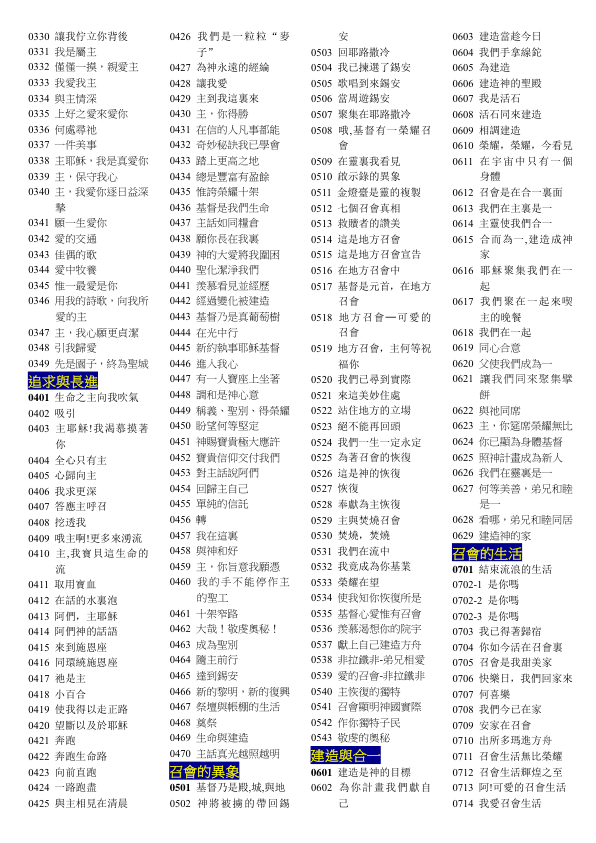 0330 讓我佇立你背後
0331 我是屬主
0332 僅僅一摸，親愛主
0333 我愛我主
0334 與主情深
0335 上好之愛來愛你
0336 何處尋祂
0337 一件美事
0338 主耶穌，我是真愛你
0339 主，保守我心
0340 主，我愛你逐日益深
摯
0341 願一生愛你
0342 愛的交通
0343 佳偶的歌
0344 愛中牧養
0345 惟一最愛是你
0346 用我的詩歌，向我所
愛的主
0347 主，我心願更貞潔
0348 引我歸愛
0349 先是園子，終為聖城
追求與長進
0401 生命之主向我吹氣
0402 吸引
0403 主耶穌!我渴慕摸著
你
0404 全心只有主
0405 心歸向主
0406 我求更深
0407 答應主呼召
0408 挖透我
0409 哦主啊!更多來湧流
0410 主,我寶貝這生命的
流
0411 取用寶血
0412 在話的水裏泡
0413 阿們，主耶穌
0414 阿們神的話語
0415 來到施恩座
0416 同環繞施恩座
0417 祂是主
0418 小百合
0419 使我得以走正路
0420 望斷以及於耶穌
0421 奔跑
0422 奔跑生命路
0423 向前直跑
0424 一路跑盡
0425 與主相見在清晨
0426 我們是一粒粒“麥
子”
0427 為神永遠的經綸
0428 讓我愛
0429 主到我這裏來
0430 主，你得勝
0431 在信的人凡事都能
0432 奇妙秘訣我已學會
0433 踏上更高之地
0434 總是豐富有盈餘
0435 惟誇榮耀十架
0436 基督是我們生命
0437 主話如同糧會
0438 願你長在我裏
0439 神的大愛將我圍困
0440 聖化潔淨我們
0441 羨慕看見並經歷
0442 經過變化被建造
0443 基督乃是真葡萄樹
0444 在光中行
0445 新約執事耶穌基督
0446 進入我心
0447 有一人寶座上坐著
0448 調和是神心意
0449 稱義、聖別、得榮耀
0450 盼望何等堅定
0451 神賜寶貴極大應許
0452 寶貴信仰交付我們
0453 對主話說阿們
0454 回歸主自己
0455 單純的信託
0456 轉
0457 我在這裏
0458 與神和好
0459 主，你旨意我願憑
0460 我的手不能停作主
的聖工
0461 十架窄路
0462 大哉！敬虔奧秘！
0463 成為聖別
0464 隨主前行
0465 達到錫安
0466 新的黎明，新的復興
0467 祭壇與帳棚的生活
0468 奠祭
0469 生命與建造
0470 主話真光越照越明
召會的異象
0501 基督乃是殿,城,與地
0502 神將被擄的帶回錫
安
0503 回耶路撒冷
0504 我已揀選了錫安
0505 歌唱到來錫安
0506 當周遊錫安
0507 聚集在耶路撒冷
0508 哦,基督有一榮耀召
會
0509 在靈裏我看見
0510 啟示錄的異象
0511 金燈臺是靈的複製
0512 七個召會真相
0513 救贖者的讚美
0514 這是地方召會
0515 這是地方召會宣告
0516 在地方召會中
0517 基督是元首，在地方
召會
0518 地方召會─可愛的
召會
0519 地方召會，主何等祝
福你
0520 我們已尋到實際
0521 來這美妙住處
0522 站住地方的立場
0523 絕不能再回頭
0524 我們一生一定永定
0525 為著召會的恢復
0526 這是神的恢復
0527 恢復
0528 奉獻為主恢復
0529 主與焚燒召會
0530 焚燒，焚燒
0531 我們在流中
0532 我竟成為你基業
0533 榮耀在望
0534 使我知你恢復所是
0535 基督心愛惟有召會
0536 羨慕渴想你的院宇
0537 獻上自己建造方舟
0538 非拉鐵非-弟兄相愛
0539 愛的召會-非拉鐵非
0540 主恢復的獨特
0541 召會顯明神國實際
0542 作你獨特子民
0543 敬虔的奧秘
建造與合一
0601 建造是神的目標
0602 為你計畫我們獻自
己
0603 建造當趁今日
0604 我們手拿線鉈
0605 為建造
0606 建造神的聖殿
0607 我是活石
0608 活石同來建造
0609 相調建造
0610 榮耀，榮耀，今看見
0611 在宇宙中只有一個
身體
0612 召會是在合一裏面
0613 我們在主裏是一
0614 主靈使我們合一
0615 合而為一,建造成神
家
0616 耶穌聚集我們在一
起
0617 我們聚在一起來喫
主的晚餐
0618 我們在一起
0619 同心合意
0620 父使我們成為一
0621 讓我們同來聚集擘
餅
0622 與祂同席
0623 主，你筵席榮耀無比
0624 你已顯為身體基督
0625 照神計畫成為新人
0626 我們在靈裏是一
0627 何等美善，弟兄和睦
是一
0628 看哪，弟兄和睦同居
0629 建造神的家
召會的生活
0701 結束流浪的生活
0702-1 是你嗎
0702-2 是你嗎
0702-3 是你嗎
0703 我已得著歸宿
0704 你如今活在召會裏
0705 召會是我甜美家
0706 快樂日，我們回家來
0707 何喜樂
0708 我們今已在家
0709 安家在召會
0710 出所多瑪進方舟
0711 召會生活無比榮耀
0712 召會生活輝煌之至
0713 阿!可愛的召會生活
0714 我愛召會生活